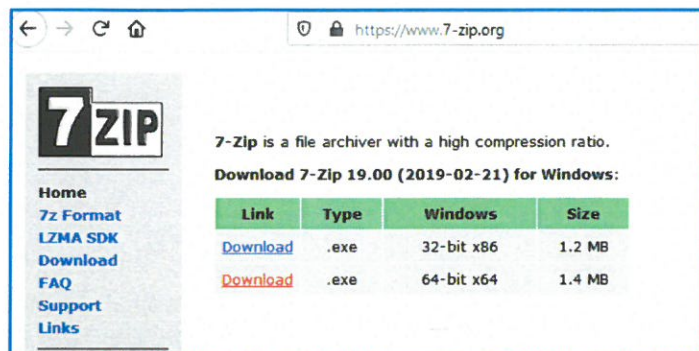 https://www.7-zip.org
7 ZIP
7-Zip is a file archiver with a high compression ratio.
Download 7-Zip 19.00 (2019-02-21) for Windows:
Link Type Windows Size
Download .exe 32-bit x86 1.2 MB
Download .exe 64-bit x64 1.4 MB
Home
7z Format
LZMA SDK
Download
FAQ
Support
Links